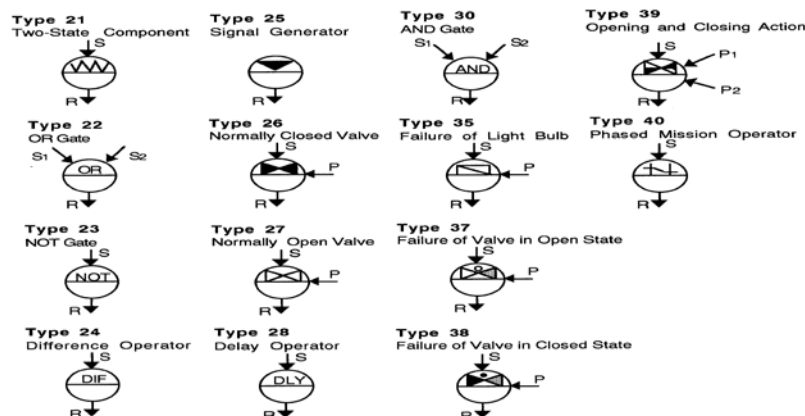 Type 21
Two-State Component
S
R
Type 25
Signal Generator
R
Type 30
AND Gate
S1
S2
AND
R
Type 39
Opening and Closing Action
S
P1
P2
R
Type 22
OR Gate
S1
S2
OR
R
Type 26
Normally Closed Valve
S
P
R
Type 35
Failure of Light Bulb
S
P
R
Type 40
Phased Mission Operator
S
R
Type 23
NOT Gate
S
NOT
R
Type 27
Normally Open Valve
S
P
R
Type 37
Failure of Valve in Open State
S
P
R
Type 24
Difference Operator
S
DIF
R
Type 28
Delay Operator
S
DLY
R
Type 38
Failure of Valve in Closed State
S
P
R